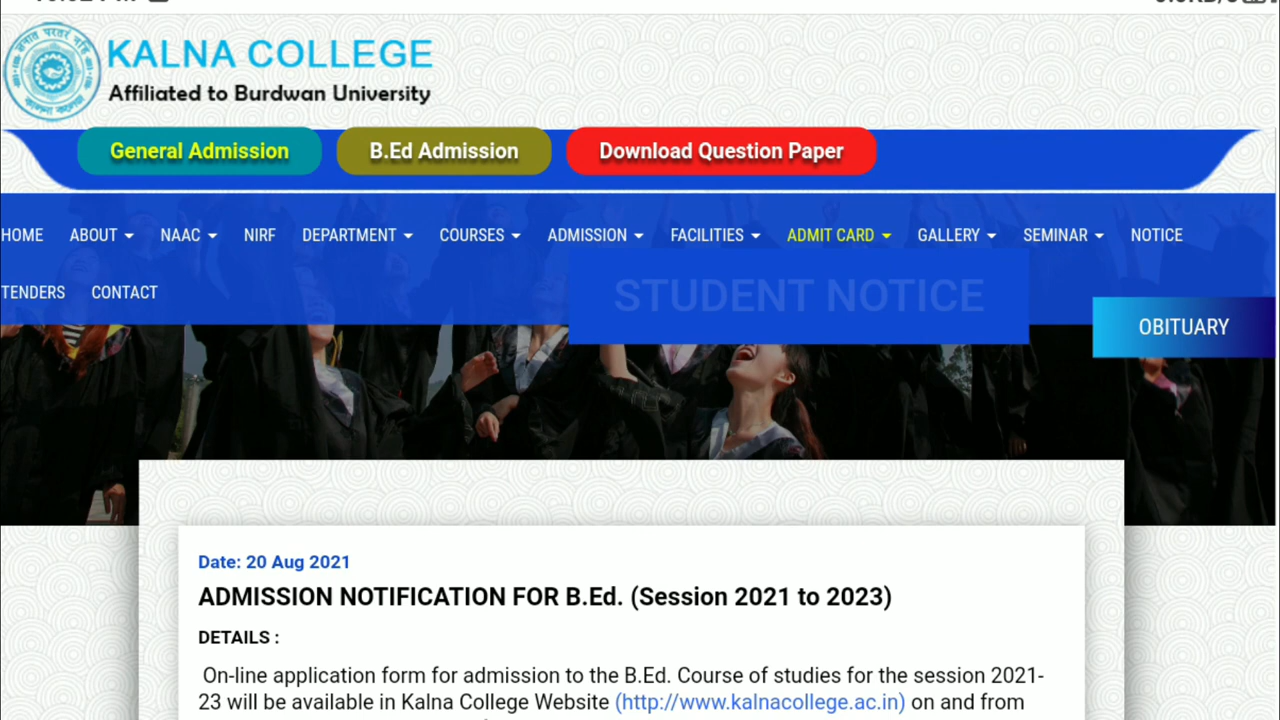 KALNA COLLEGE
Affiliated to Burdwan University
General Admission
B.Ed Admission
Download Question Paper
HOME ABOUT NAAC NIRF DEPARTMENT COURSES ADMISSION FACILITIES ADMIT CARD GALLERY SEMINAR NOTICE
TENDERS CONTACT
STUDENT NOTICE
OBITUARY
Date: 20 Aug 2021
ADMISSION NOTIFICATION FOR B.Ed. (Session 2021 to 2023)
DETAILS :
On-line application form for admission to the B.Ed. Course of studies for the session 2021-
23 will be available in Kalna College Website (http://www.kalnacollege.ac.in) on and from